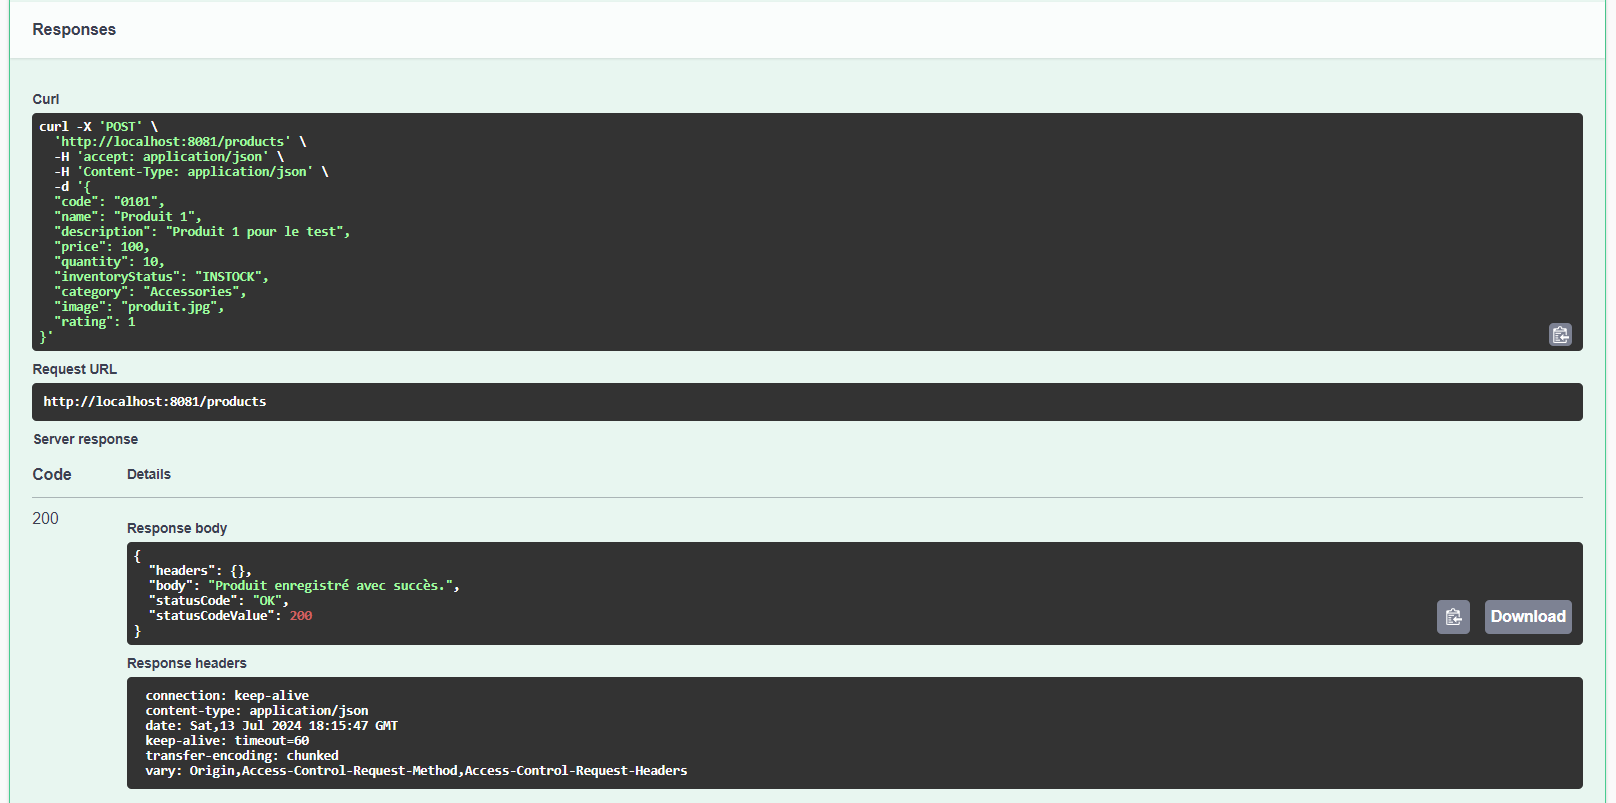 Responses
Curl
curl -X 'POST' \
  'http://localhost:8081/products' \
  -H 'accept: application/json' \
  -H 'Content-Type: application/json' \
  -d '{
  "code": "0101",
  "name": "Produit 1",
  "description": "Produit 1 pour le test",
  "price": 100,
  "quantity": 10,
  "inventoryStatus": "INSTOCK",
  "category": "Accessories",
  "image": "produit.jpg",
  "rating": 1
}'
Request URL
http://localhost:8081/products
Server response
Code Details
200
Response body
{
  "headers": {},
  "body": "Produit enregistré avec succès.",
  "statusCode": "OK",
  "statusCodeValue": 200
}
Download
Response headers
connection: keep-alive
content-type: application/json
date: Sat,13 Jul 2024 18:15:47 GMT
keep-alive: timeout=60
transfer-encoding: chunked
vary: Origin,Access-Control-Request-Method,Access-Control-Request-Headers